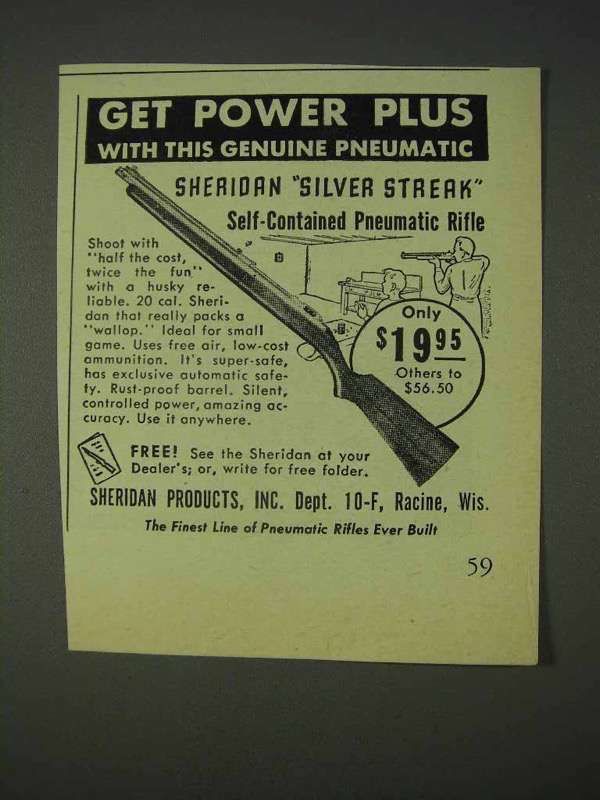 GET POWER PLUS
WITH THIS GENUINE PNEUMATIC
SHERIDAN "SILVER STREAK"
Self-Contained Pneumatic Rifle
Shoot with
"half the cost,
twice the fun"
with a husky re-
liable. 20 cal. Sheri-
dan that really packs a
"wallop." Ideal for small
game. Uses free air, low-cost
ammunition. It's super-safe,
has exclusive automatic safe-
ty. Rust-proof barrel. Silent,
controlled power, amazing ac-
curacy. Use it anywhere.
Only
$19.95
Others to
$56.50
FREE! See the Sheridan at your
Dealer's; or, write for free folder.
SHERIDAN PRODUCTS, INC. Dept. 10-F, Racine, Wis.
The Finest Line of Pneumatic Rifles Ever Built
59